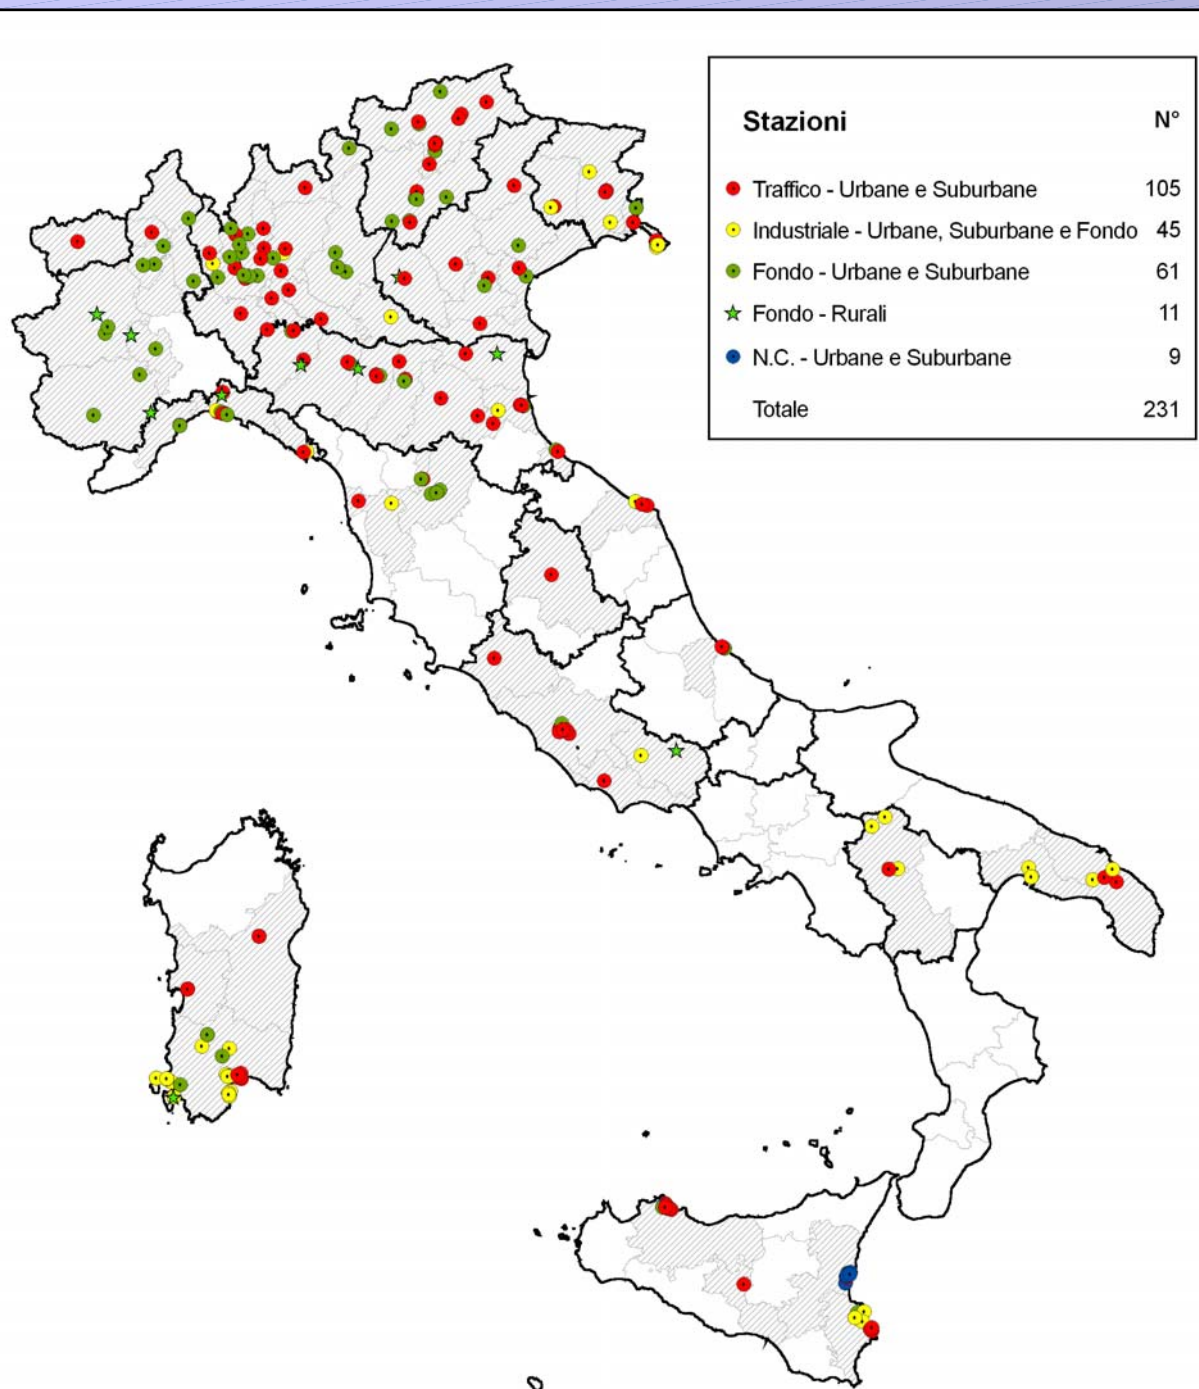 Stazioni N°
Traffico - Urbane e Suburbane 105
Industriale - Urbane, Suburbane e Fondo 45
Fondo - Urbane e Suburbane 61
Fondo - Rurali 11
N.C. - Urbane e Suburbane 9
Totale 231